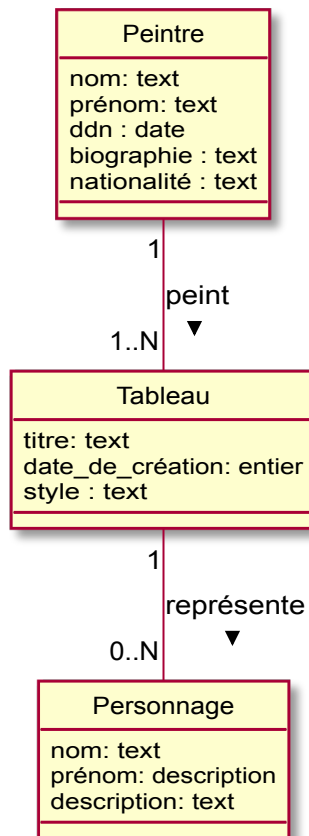 Peintre
nom: text
prénom: text
ddn : date
biographie : text
nationalité : text
1
peint
▼
1..N
Tableau
titre: text
date_de_création: entier
style : text
1
représente
▼
0..N
Personnage
nom: text
prénom: description
description: text